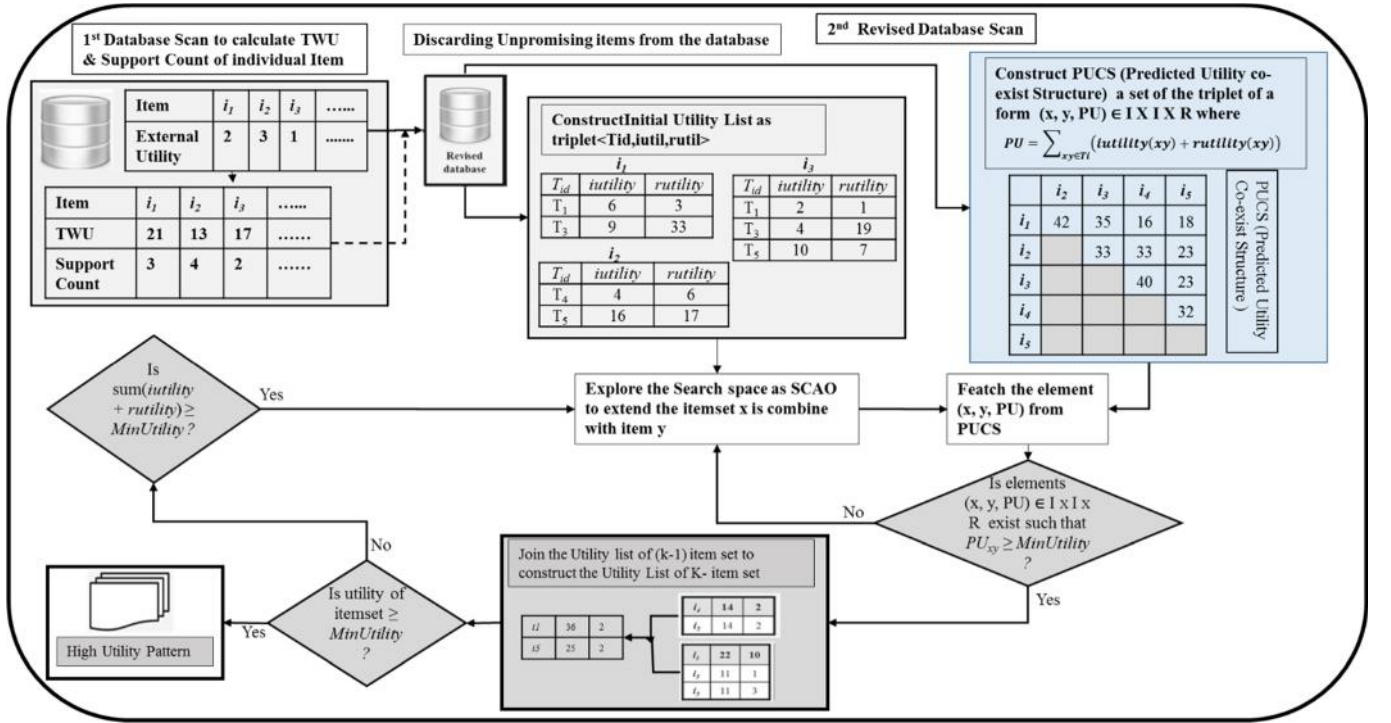 1st Database Scan to calculate TWU
& Support Count of individual Item
Discarding Unpromising items from the database
2nd Revised Database Scan
Item i1 i2 i3 …...
External Utility 2 3 1 .......
Item i1 i2 i3 …...
TWU 21 13 17 ……
Support Count 3 4 2 ……
Revised
database
ConstructInitial Utility List as
triplet<Tid,iutil,rutil>
i1
Tid iutility rutility
T1 6 3
T3 9 33
i2
Tid iutility rutility
T4 4 6
T5 16 17
i3
Tid iutility rutility
T1 2 1
T3 4 19
T5 10 7
Construct PUCS (Predicted Utility co-
exist Structure) a set of the triplet of a
form (x, y, PU) ∈ I X I X R where
PU = ∑xy∈Ti (iutility(xy) + rutility(xy))
i2 i3 i4 i5
i1 42 35 16 18
i2 33 33 23
i3 40 23
i4 32
i5
PUCS (Predicted Utility
Co-exist Structure )
Is
sum(iutility
+ rutility) ≥
MinUtility ?
Yes
Explore the Search space as SCAO
to extend the itemset x is combine
with item y
Featch the element
(x, y, PU) from
PUCS
Is elements
(x, y, PU) ∈ I x I x
R exist such that
PUxy ≥ MinUtility
?
No
Yes
Join the Utility list of (k-1) item set to
construct the Utility List of K- item set
36 2
25 2
14 2
14 2
22 10
11 1
11 3
Is utility of
itemset ≥
MinUtility
?
No
Yes
High Utility Pattern